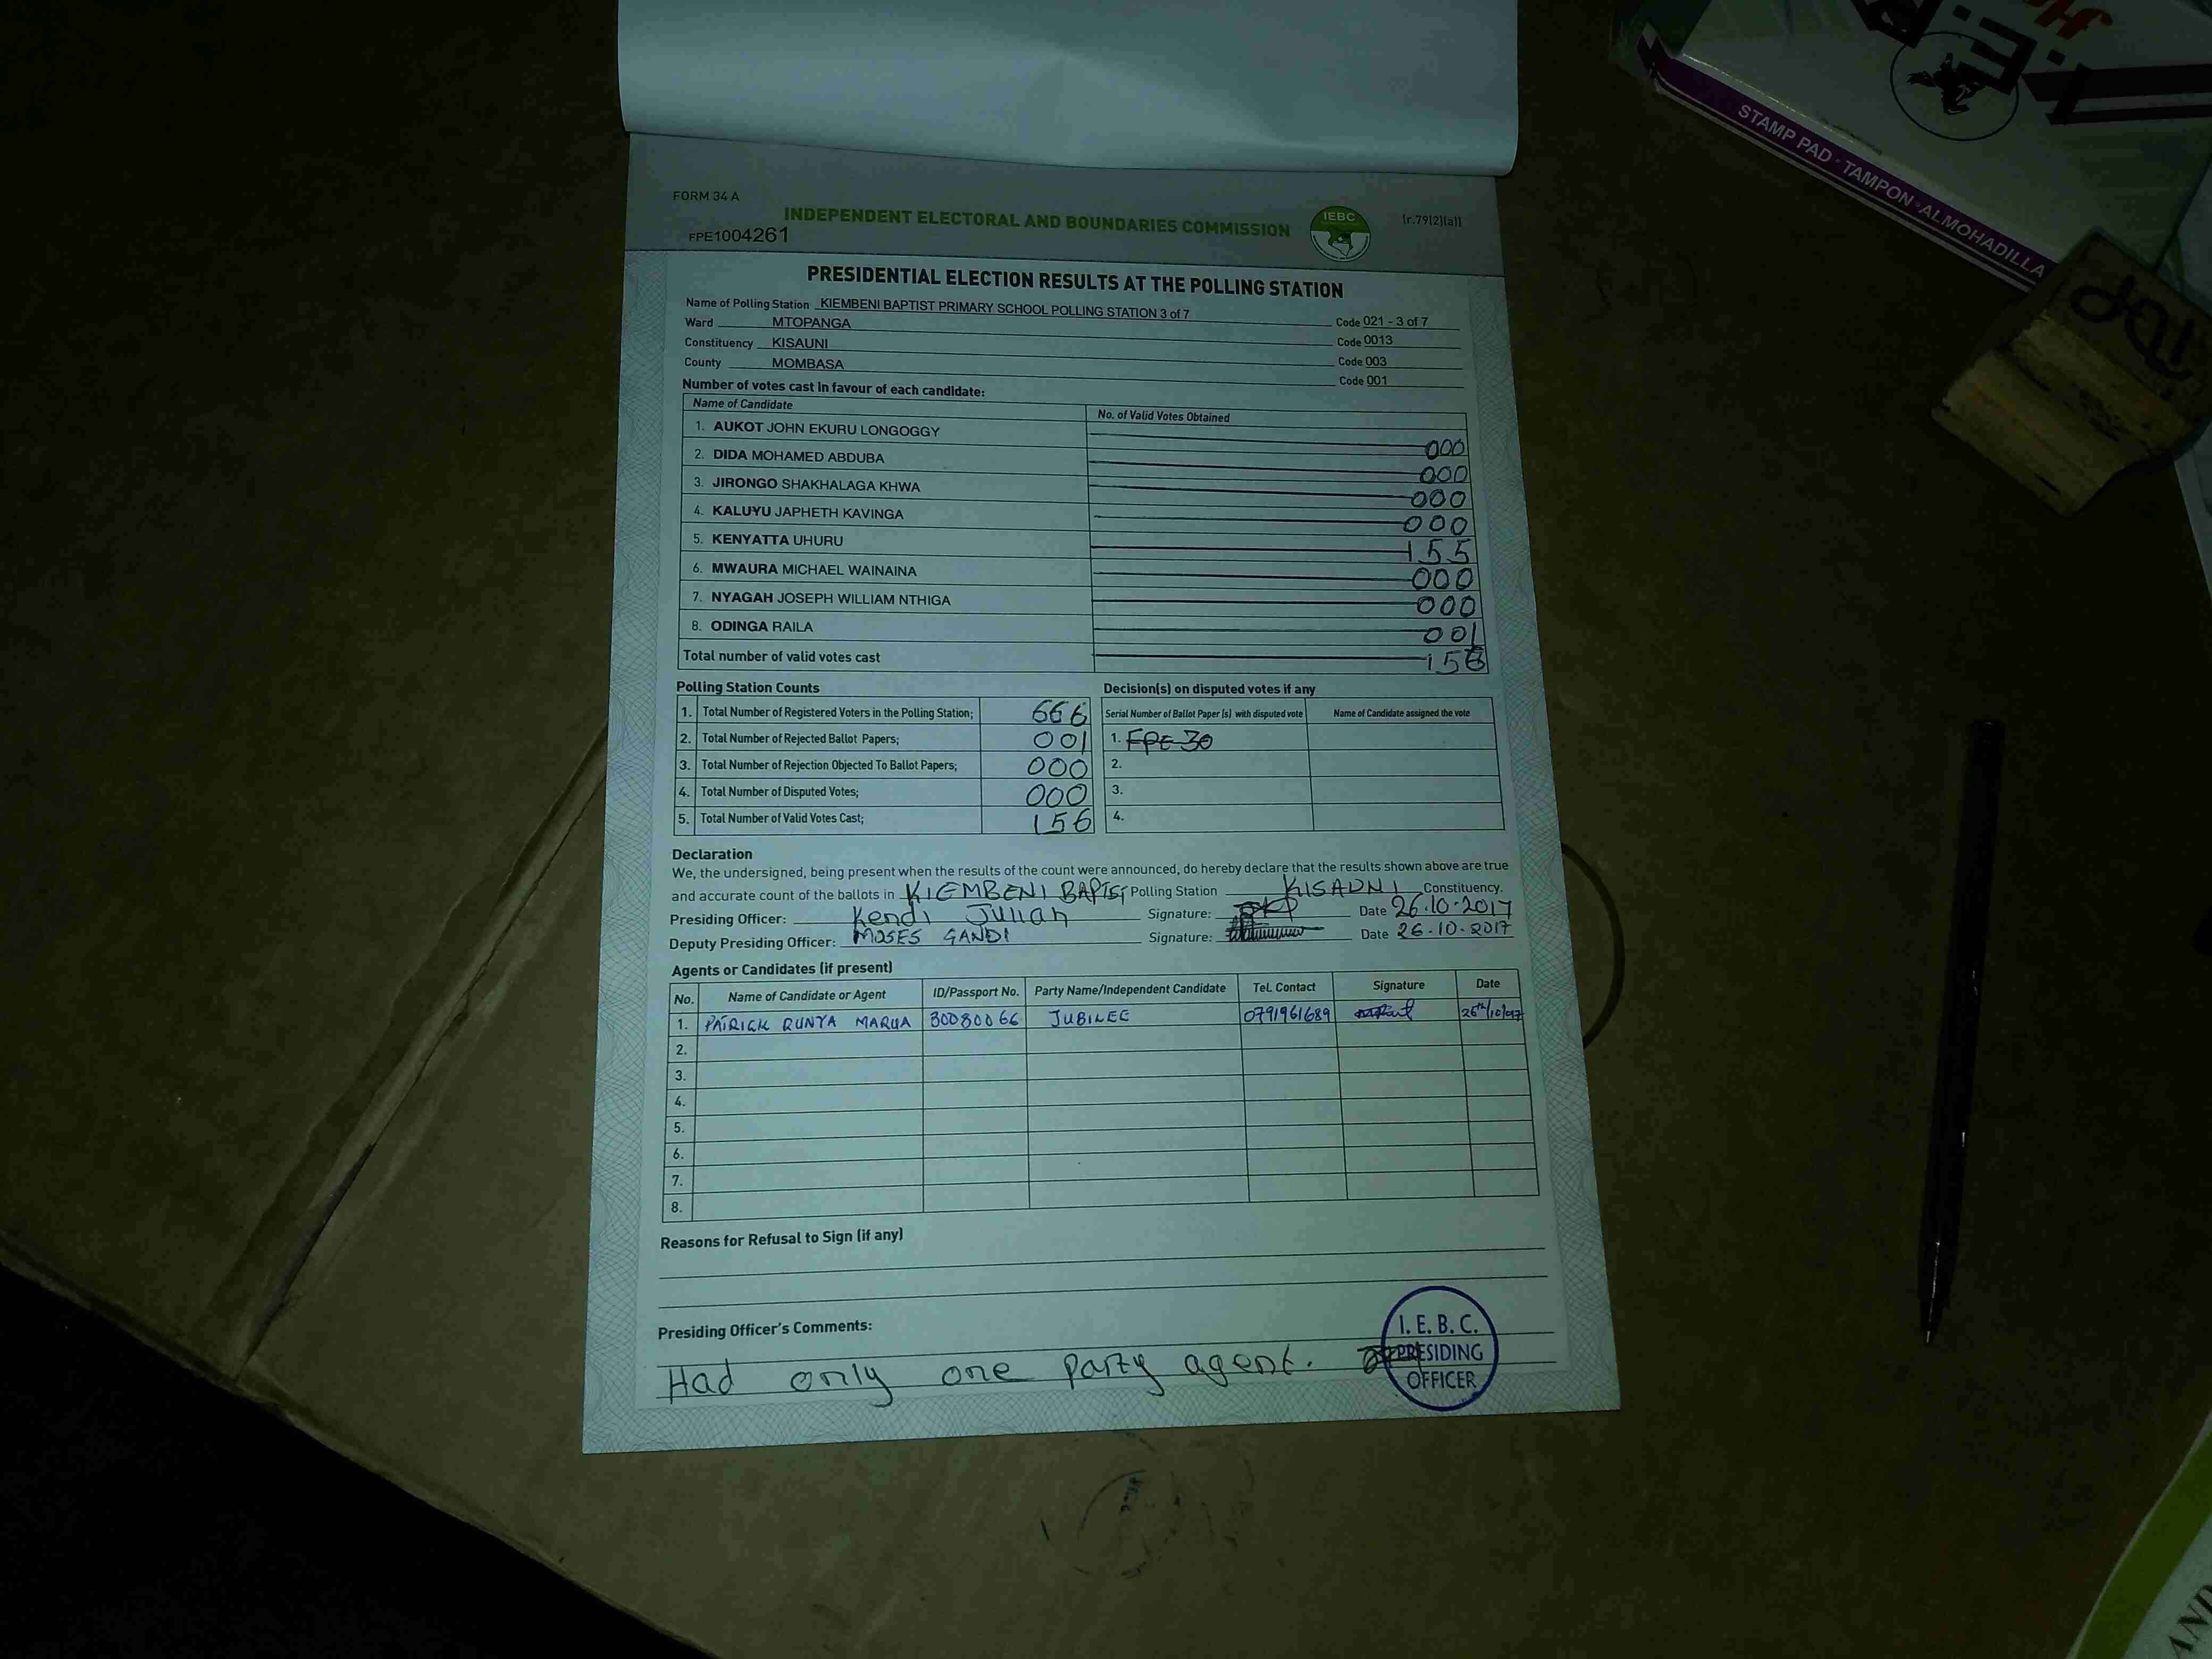 STAMP PAD · TAMPON · ALMOHADILLA
FORM 34 A
INDEPENDENT ELECTORAL AND BOUNDARIES COMMISSION
IEBC
(r.79(2)(a))
FPE1004261
PRESIDENTIAL ELECTION RESULTS AT THE POLLING STATION
Name of Polling Station KIEMBENI BAPTIST PRIMARY SCHOOL POLLING STATION 3 of 7 Code 021 - 3 of 7
Ward MTOPANGA Code 0013
Constituency KISAUNI Code 003
County MOMBASA Code 001
Number of votes cast in favour of each candidate:
Name of Candidate No. of Valid Votes Obtained
1. AUKOT JOHN EKURU LONGOGGY 000
2. DIDA MOHAMED ABDUBA 000
3. JIRONGO SHAKHALAGA KHWA 000
4. KALUYU JAPHETH KAVINGA 000
5. KENYATTA UHURU 155
6. MWAURA MICHAEL WAINAINA 000
7. NYAGAH JOSEPH WILLIAM NTHIGA 000
8. ODINGA RAILA 001
Total number of valid votes cast 156
Polling Station Counts
1. Total Number of Registered Voters in the Polling Station; 666
2. Total Number of Rejected Ballot Papers; 001
3. Total Number of Rejection Objected To Ballot Papers; 000
4. Total Number of Disputed Votes; 000
5. Total Number of Valid Votes Cast; 156
Decision(s) on disputed votes if any
Serial Number of Ballot Paper (s) with disputed vote Name of Candidate assigned the vote
1. FPE 30
2.
3.
4.
Declaration
We, the undersigned, being present when the results of the count were announced, do hereby declare that the results shown above are true
and accurate count of the ballots in KIEMBENI BAPTIST Polling Station KISAUNI Constituency.
Presiding Officer: Kendi Julian Signature: Date 26.10.2017
Deputy Presiding Officer: MOSES GANDI Signature: Date 26.10.2017
Agents or Candidates (if present)
No. Name of Candidate or Agent ID/Passport No. Party Name/Independent Candidate Tel. Contact Signature Date
1. PATRICK RUNYA MARUA 30080066 JUBILEE 0791961689
2.
3.
4.
5.
6.
7.
8.
Reasons for Refusal to Sign (if any)
Presiding Officer's Comments:
Had only one party agent.
I. E. B. C.
PRESIDING
OFFICER
AND